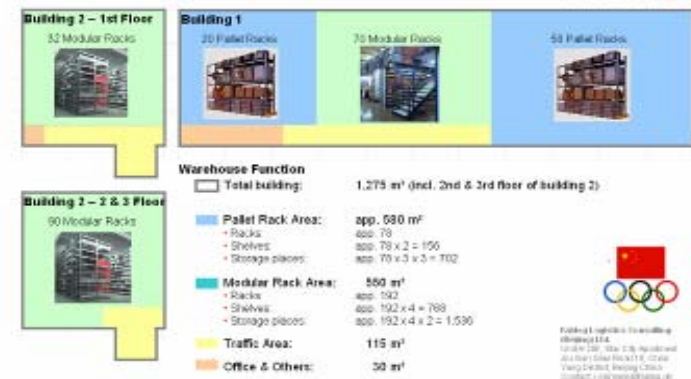 Building 2 – 1st Floor
32 Modular Racks
Building 1
20 Pallet Racks
70 Modular Racks
58 Pallet Racks
Building 2 – 2 & 3 Floor
90 Modular Racks
Warehouse Function
Total building: 1,275 m² (incl. 2nd & 3rd floor of building 2)
Pallet Rack Area: app. 580 m²
• Racks: app. 78
• Shelves: app. 78 x 2 = 156
• Storage places: app. 78 x 3 x 3 = 702
Modular Rack Area: 550 m²
• Racks: app. 192
• Shelves: app. 192 x 4 = 768
• Storage places: app. 192 x 4 x 2 = 1.536
Traffic Area: 115 m²
Office & Others: 30 m²
Logistics Consulting
Ltd.